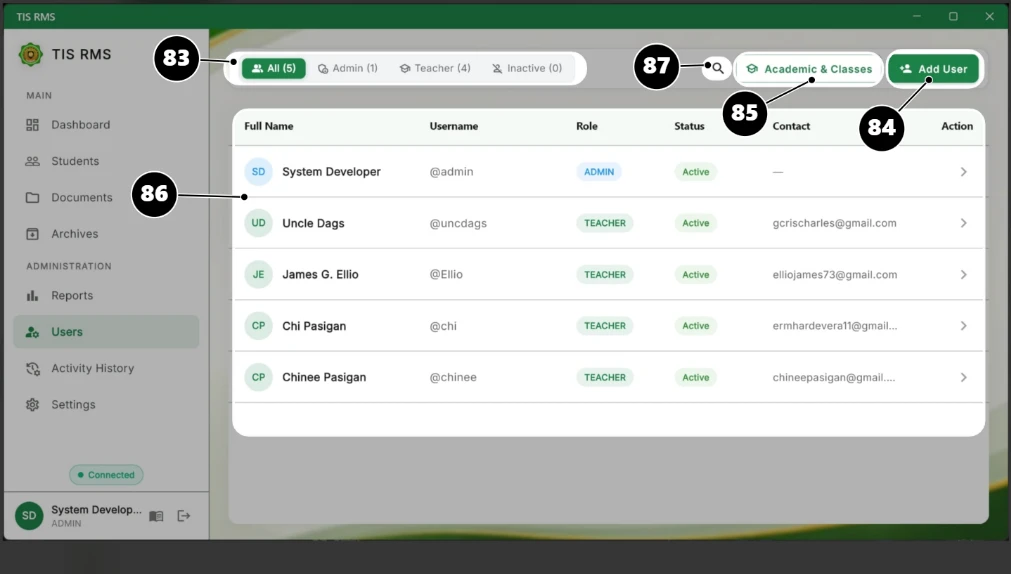 TIS RMS
TIS RMS
MAIN
Dashboard
Students
Documents
Archives
ADMINISTRATION
Reports
Users
Activity History
Settings
Connected
SD System Develop...
ADMIN
83
All (5) Admin (1) Teacher (4) Inactive (0)
87
Academic & Classes
85
Add User
84
86
Full Name Username Role Status Contact Action
SD System Developer @admin ADMIN Active —
UD Uncle Dags @uncdags TEACHER Active gcrischarles@gmail.com
JE James G. Ellio @Ellio TEACHER Active elliojames73@gmail.com
CP Chi Pasigan @chi TEACHER Active ermhardevera11@gmail...
CP Chinee Pasigan @chinee TEACHER Active chineepasigan@gmail....